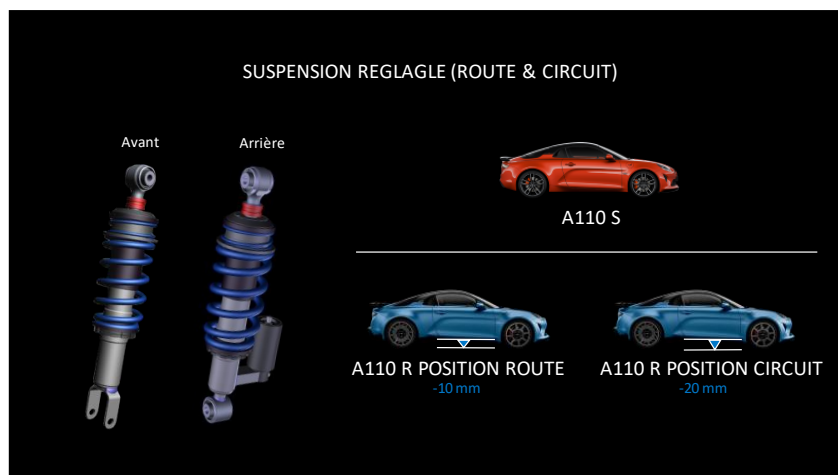 SUSPENSION REGLAGLE (ROUTE & CIRCUIT)
Avant
Arrière
A110 S
A110 R POSITION ROUTE
-10 mm
A110 R POSITION CIRCUIT
-20 mm